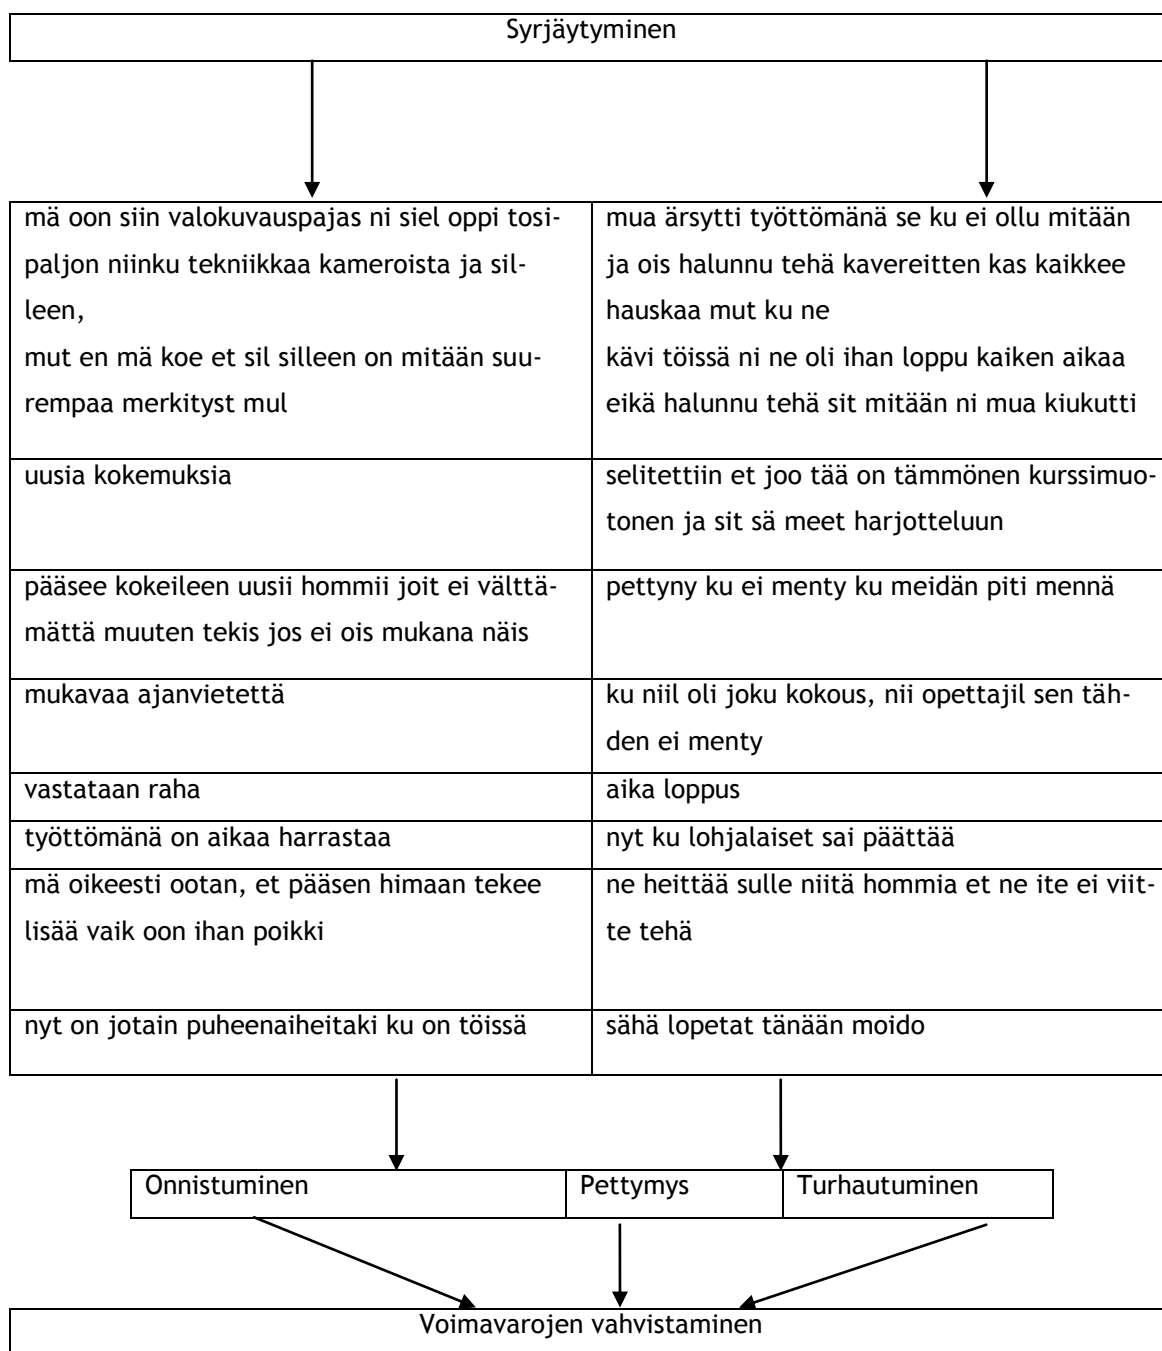 Syrjäytyminen
mä oon siin valokuvauspajas ni siel oppi tosi-
paljon niinku tekniikkaa kameroista ja sil-
leen,
mut en mä koe et sil silleen on mitään suu-
rempaa merkityst mul
mua ärsytti työttömänä se ku ei ollu mitään
ja ois halunnu tehä kavereitten kas kaikkee
hauskaa mut ku ne
kävi töissä ni ne oli ihan loppu kaiken aikaa
eikä halunnu tehä sit mitään ni mua kiukutti
uusia kokemuksia
selitettiin et joo tää on tämmönen kurssimuo-
tonen ja sit sä meet harjotteluun
pääsee kokeileen uusii hommii joit ei välttä-
mättä muuten tekis jos ei ois mukana näis
pettyny ku ei menty ku meidän piti mennä
mukavaa ajanvietettä
ku niil oli joku kokous, nii opettajil sen täh-
den ei menty
vastataan raha
aika loppus
työttömänä on aikaa harrastaa
nyt ku lohjalaiset sai päättää
mä oikeesti ootan, et pääsen himaan tekee
lisää vaik oon ihan poikki
ne heittää sulle niitä hommia et ne ite ei viit-
te tehä
nyt on jotain puheenaiheitaki ku on töissä
sähä lopetat tänään moido
Onnistuminen
Pettymys
Turhautuminen
Voimavarojen vahvistaminen